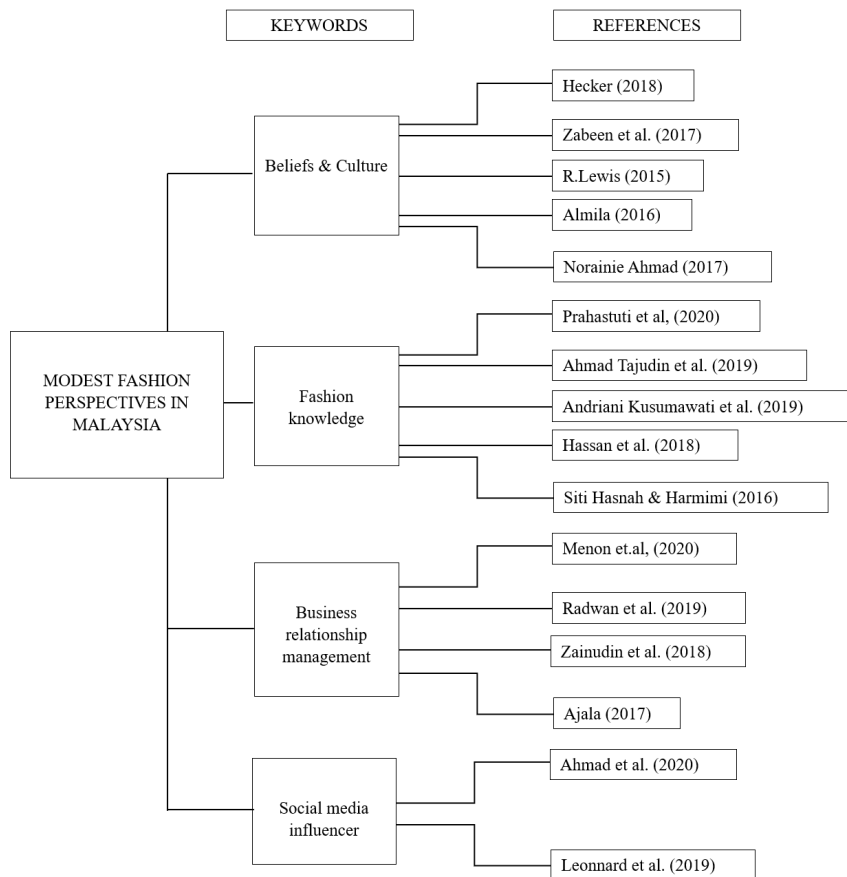 KEYWORDS
REFERENCES
MODEST FASHION
PERSPECTIVES IN
MALAYSIA
Beliefs & Culture
Hecker (2018)
Zabeen et al. (2017)
R.Lewis (2015)
Almila (2016)
Norainie Ahmad (2017)
Fashion
knowledge
Prahastuti et al, (2020)
Ahmad Tajudin et al. (2019)
Andriani Kusumawati et al. (2019)
Hassan et al. (2018)
Siti Hasnah & Harmimi (2016)
Business
relationship
management
Menon et.al, (2020)
Radwan et al. (2019)
Zainudin et al. (2018)
Ajala (2017)
Social media
influencer
Ahmad et al. (2020)
Leonnard et al. (2019)